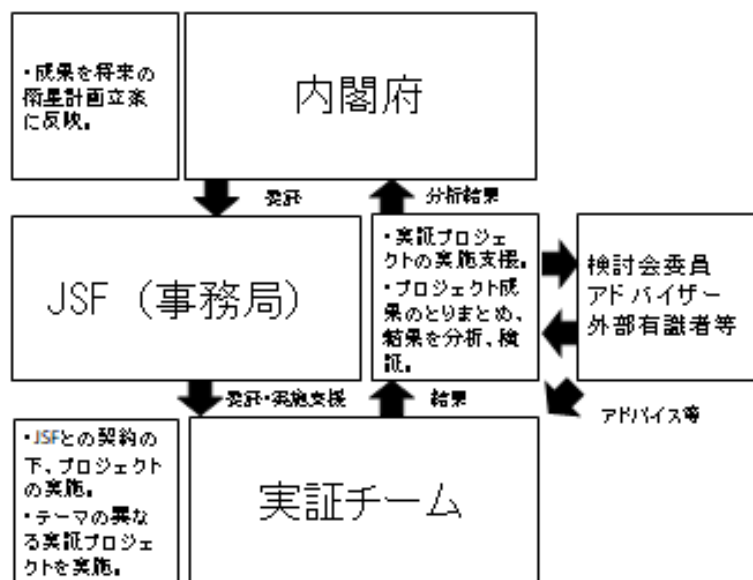 ・成果を将来の
衛星計画立案
に反映。
内閣府
委託
分析結果
JSF（事務局）
・実証プロジェ
クトの実施支援。
・プロジェクト成
果のとりまとめ、
結果を分析、検
証。
検討会委員
アドバイザー
外部有識者等
委託・実施支援
結果
アドバイス等
・JSFとの契約の
下、プロジェクト
の実施。
・テーマの異な
る実証プロジェ
クトを実施。
実証チーム